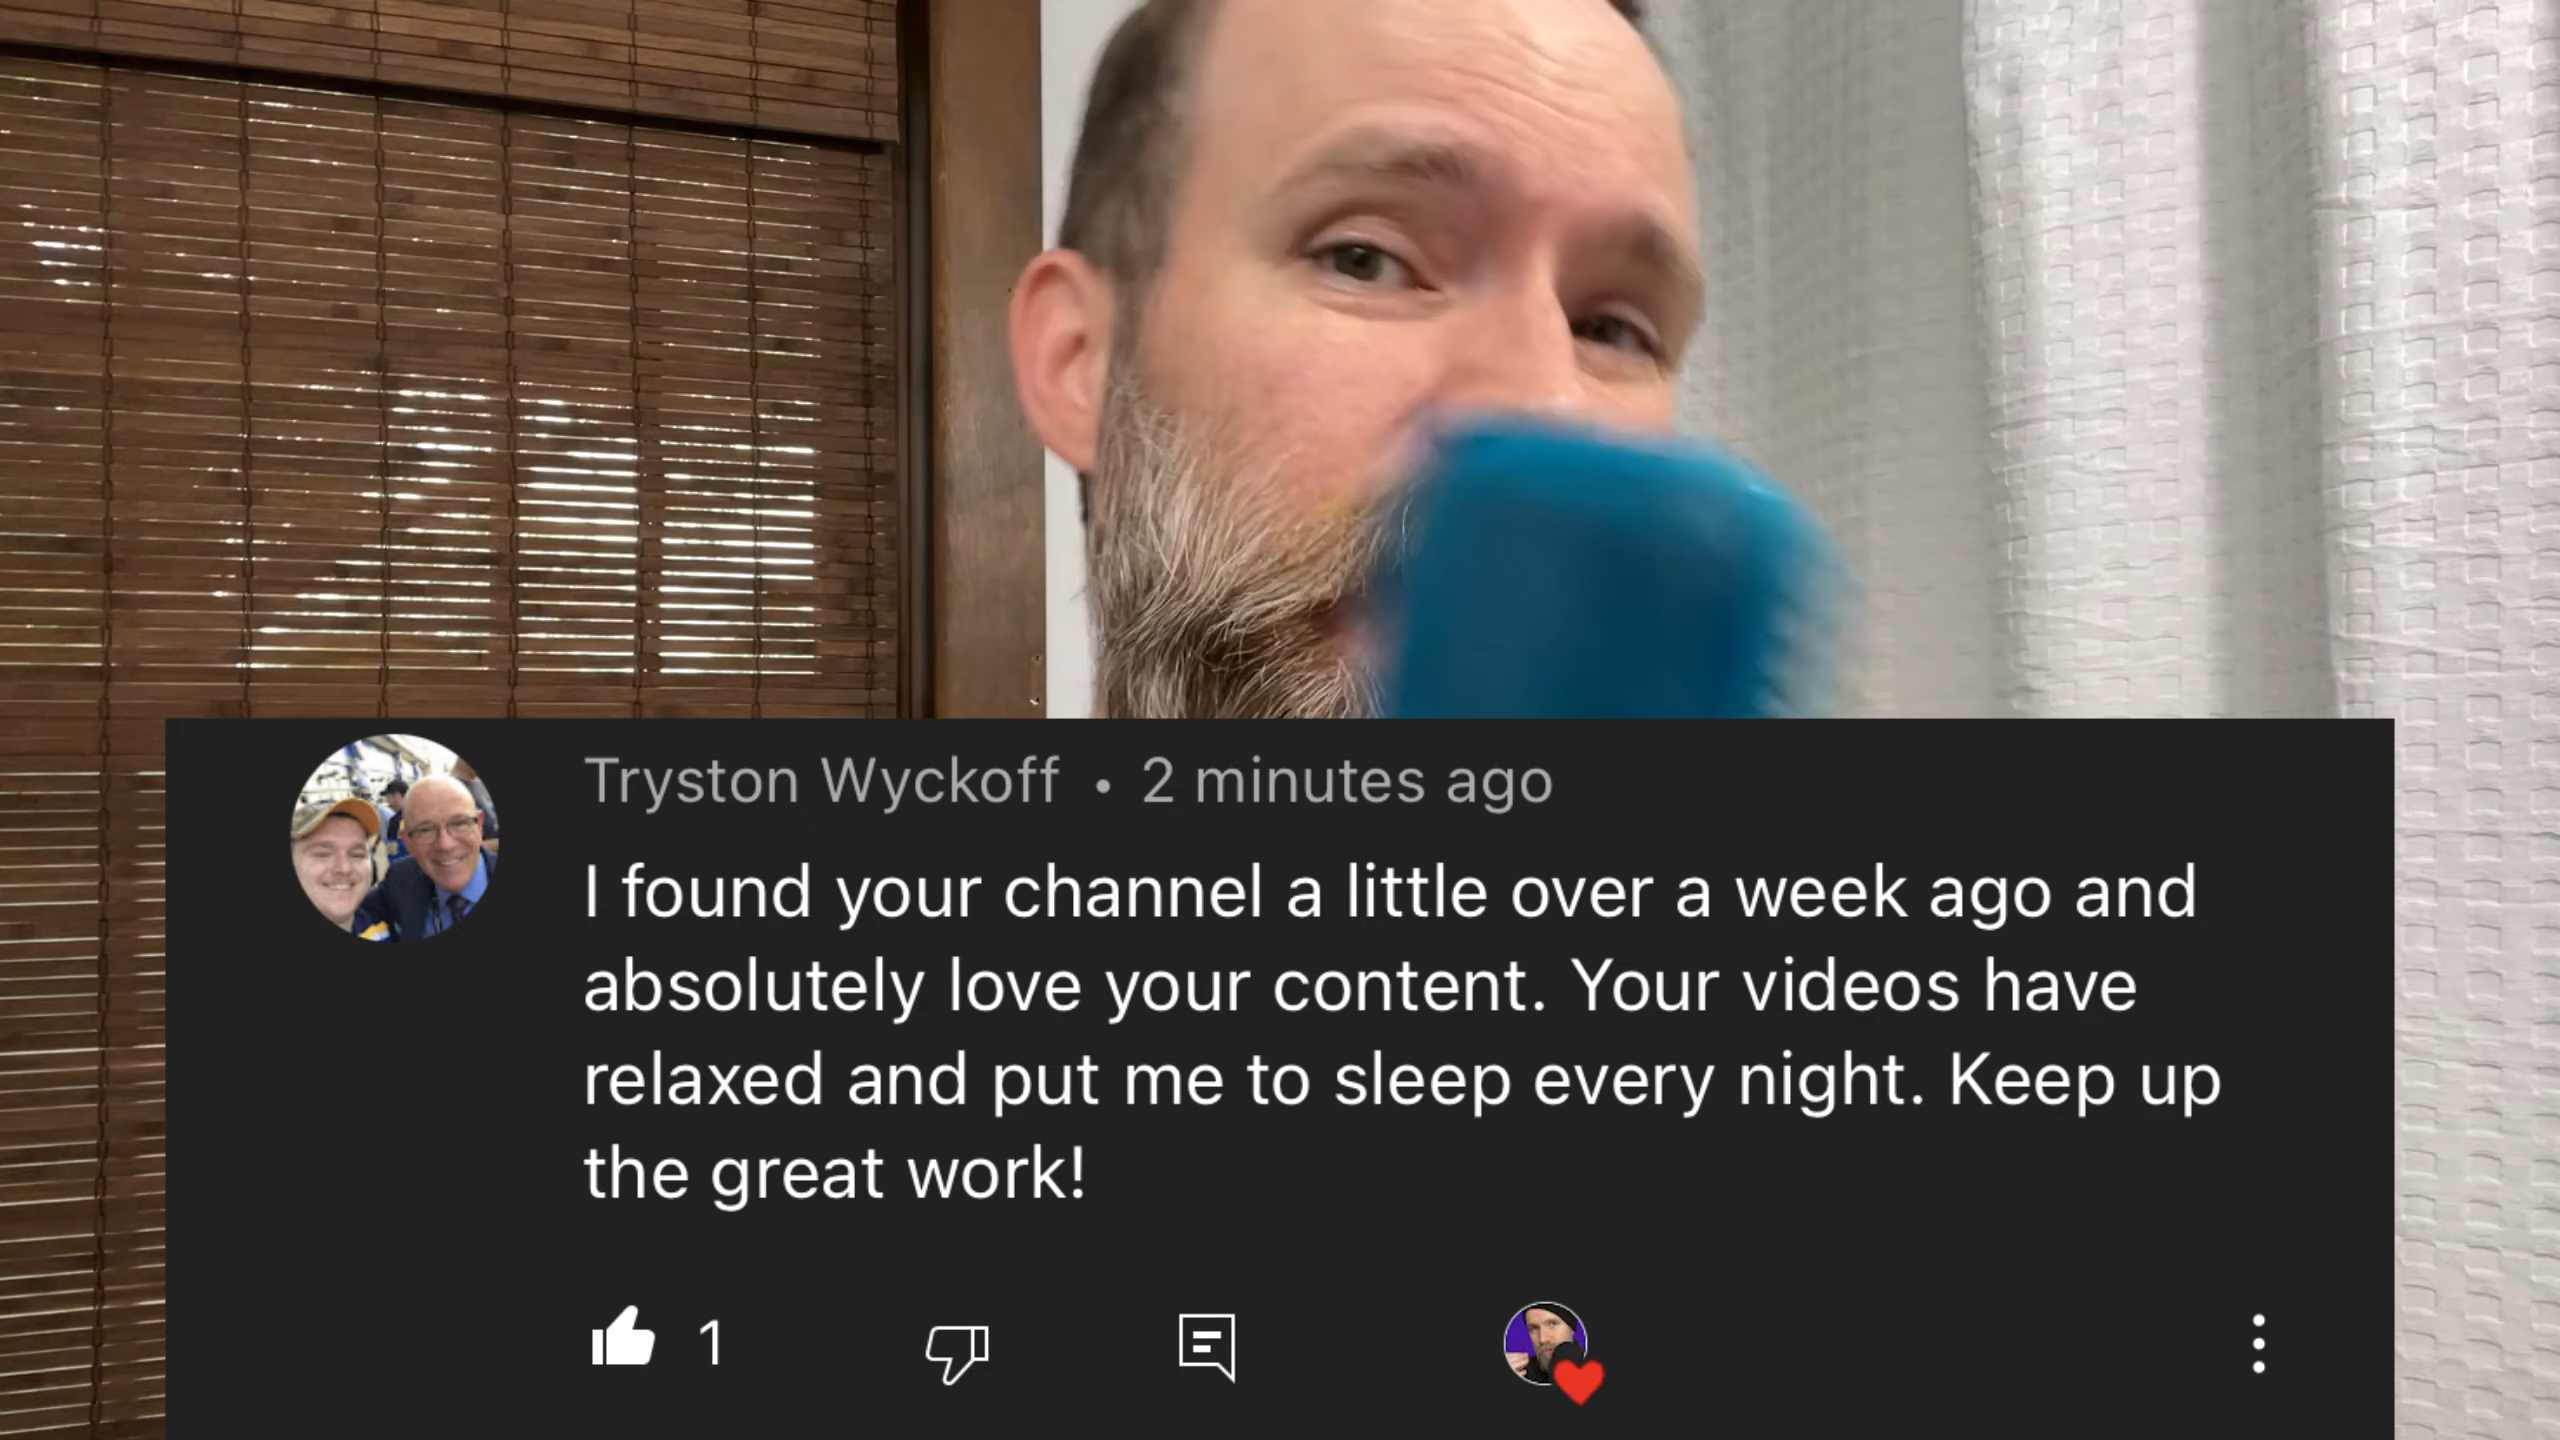 Tryston Wyckoff • 2 minutes ago
I found your channel a little over a week ago and
absolutely love your content. Your videos have
relaxed and put me to sleep every night. Keep up
the great work!
1